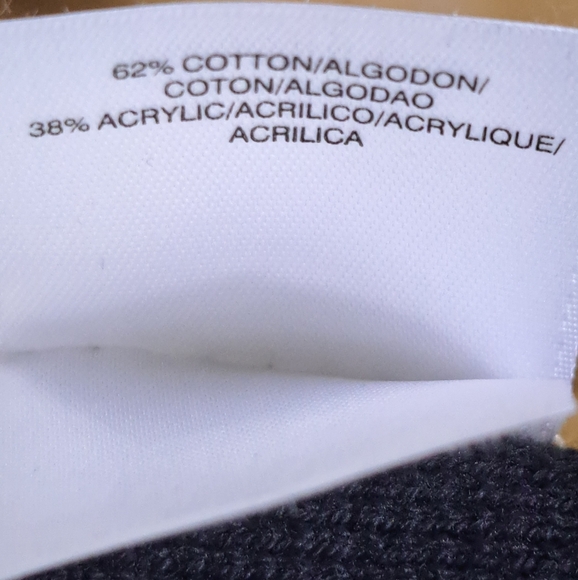 62% COTTON/ALGODON/
COTON/ALGODAO
38% ACRYLIC/ACRILICO/ACRYLIQUE/
ACRILICA